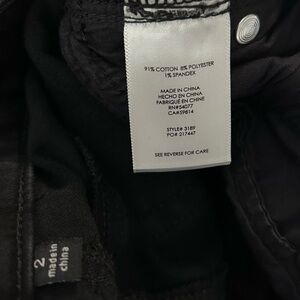 91% COTTON 8% POLYESTER
1% SPANDEX
MADE IN CHINA
HECHO EN CHINA
FABRIQUÉ EN CHINE
RN#54077
CA#59814
STYLE# 3189
PO# 217447
SEE REVERSE FOR CARE
2
made in
china